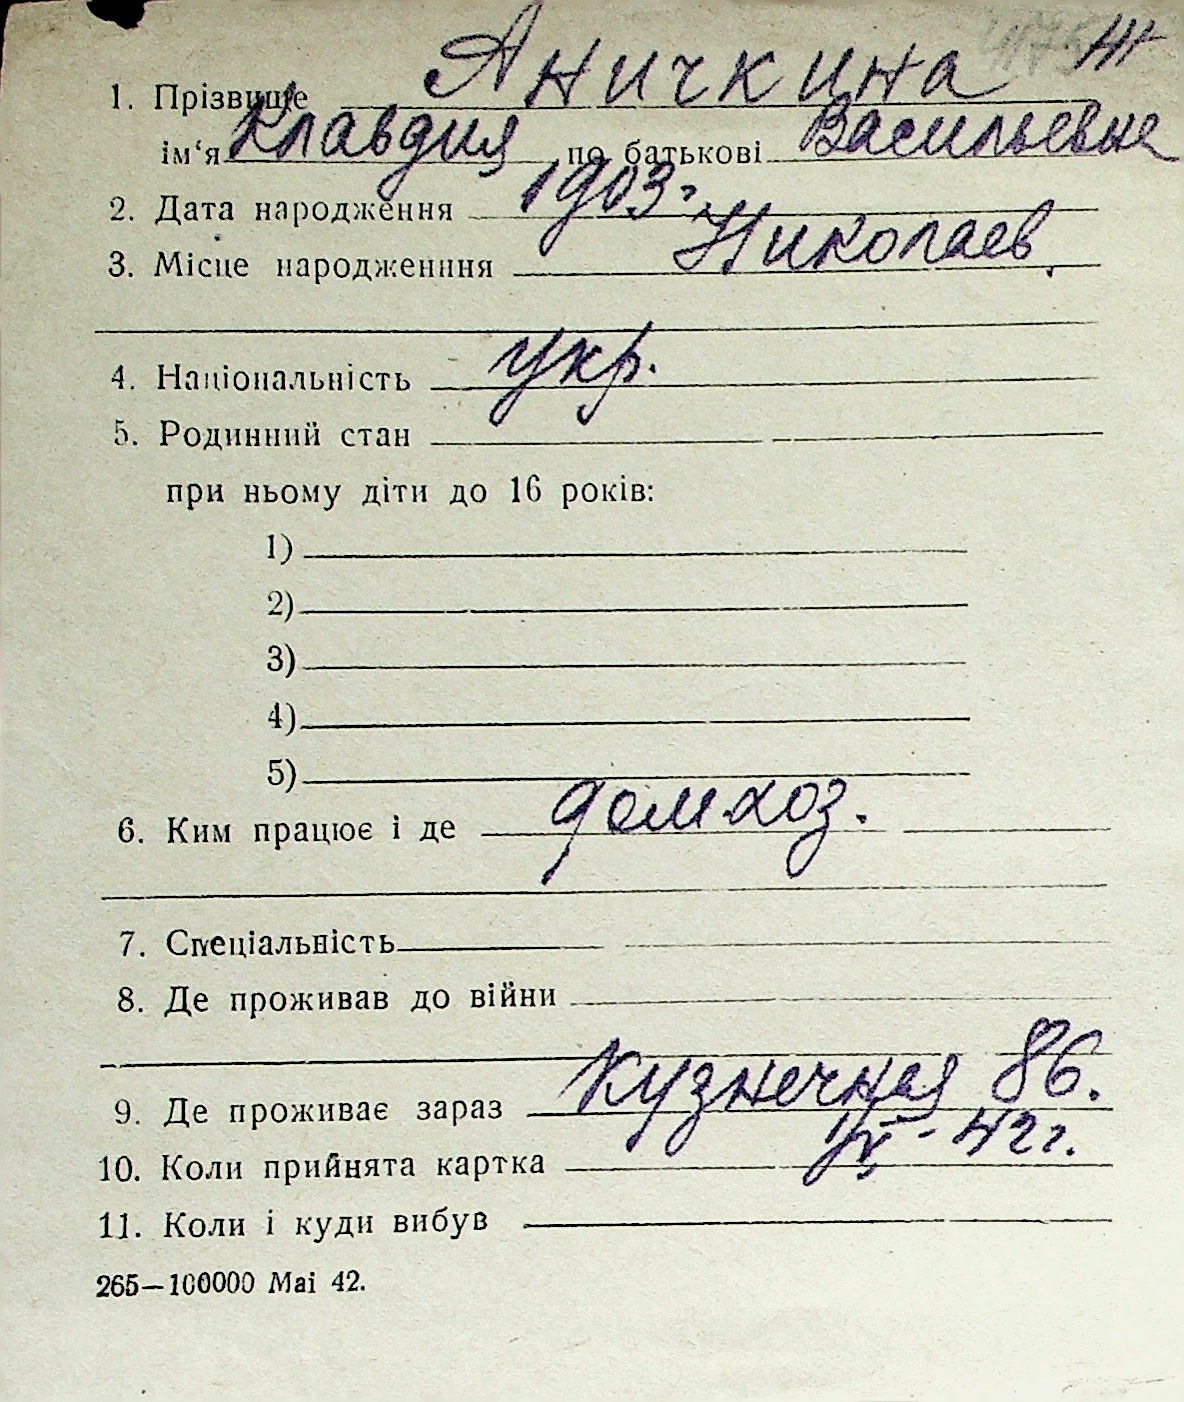 1. Прізвище Аничкина Ж
ім‘я Клавдия по батькові Васильевна
2. Дата народження 1903 г.
3. Місце народженння Николаев.
4. Національність укр.
5. Родинний стан
при ньому діти до 16 років:
1)
2)
3)
4)
5)
6. Ким працює і де домхоз.
7. Спеціальність
8. Де проживав до війни
9. Де проживає зараз Кузнечная 86.
10. Коли прийнята картка - 42 г.
11. Коли і куди вибув
265—100000 Mai 42.